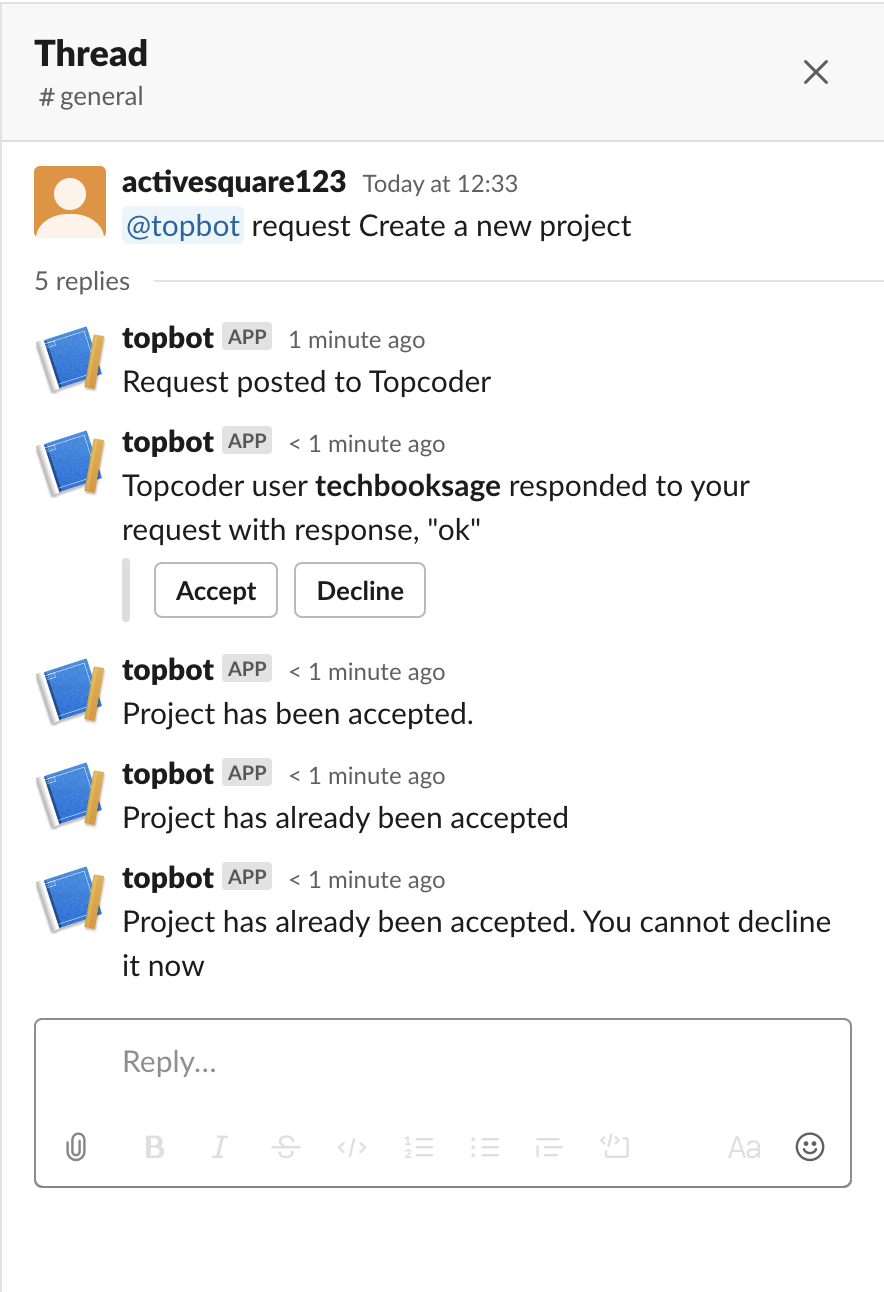 Thread
# general
activesquare123 Today at 12:33
@topbot request Create a new project
5 replies
topbot APP 1 minute ago
Request posted to Topcoder
topbot APP < 1 minute ago
Topcoder user techbooksage responded to your
request with response, "ok"
Accept Decline
topbot APP < 1 minute ago
Project has been accepted.
topbot APP < 1 minute ago
Project has already been accepted
topbot APP < 1 minute ago
Project has already been accepted. You cannot decline
it now
Reply...
B I S </> Aa